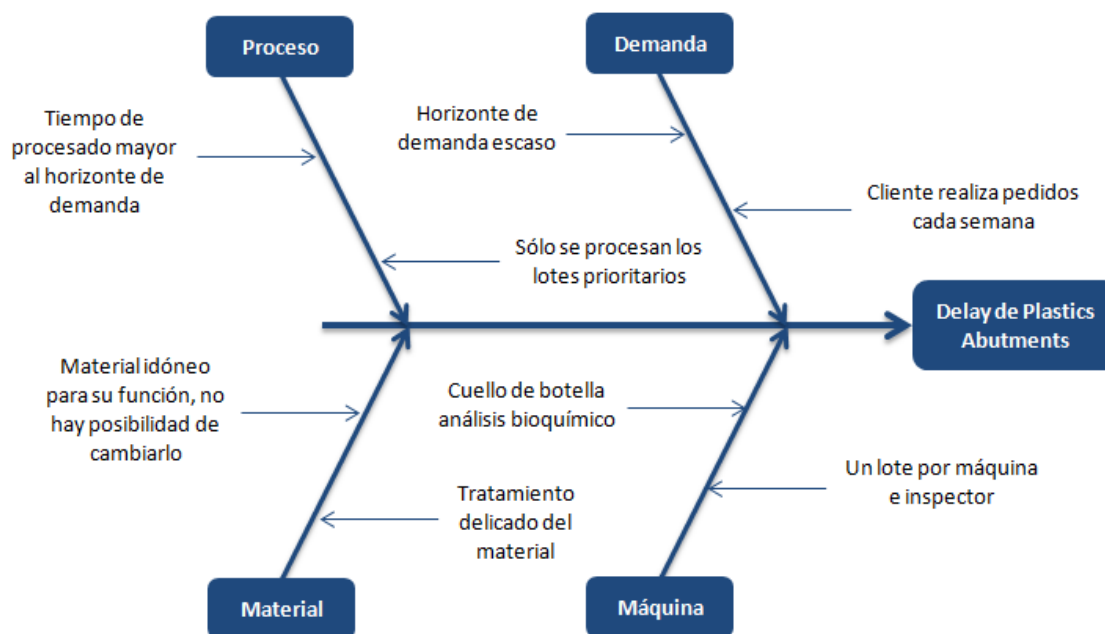 Proceso
Demanda
Tiempo de
procesado mayor
al horizonte de
demanda
Horizonte de
demanda escaso
Cliente realiza pedidos
cada semana
Sólo se procesan los
lotes prioritarios
Delay de Plastics
Abutments
Material idóneo
para su función, no
hay posibilidad de
cambiarlo
Cuello de botella
análisis bioquímico
Un lote por máquina
e inspector
Tratamiento
delicado del
material
Material
Máquina